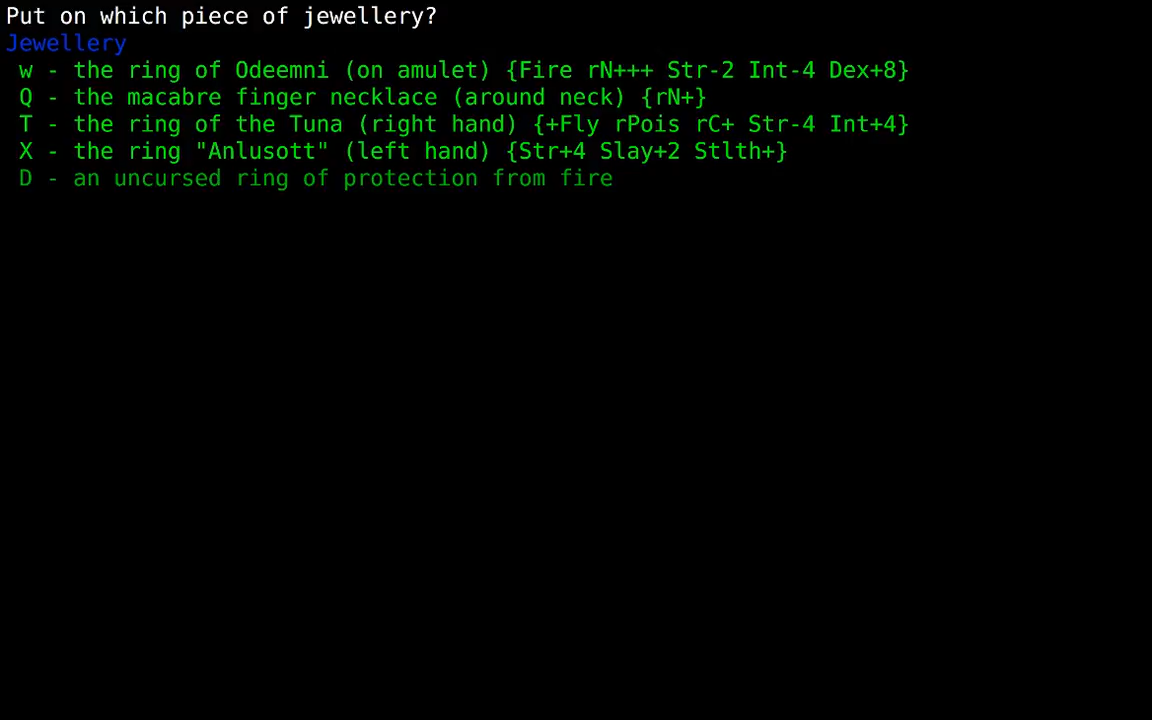 Put on which piece of jewellery?
Jewellery
w - the ring of Odeemni (on amulet) {Fire rN+++ Str-2 Int-4 Dex+8}
Q - the macabre finger necklace (around neck) {rN+}
T - the ring of the Tuna (right hand) {+Fly rPois rC+ Str-4 Int+4}
X - the ring "Anlusott" (left hand) {Str+4 Slay+2 Stlth+}
D - an uncursed ring of protection from fire